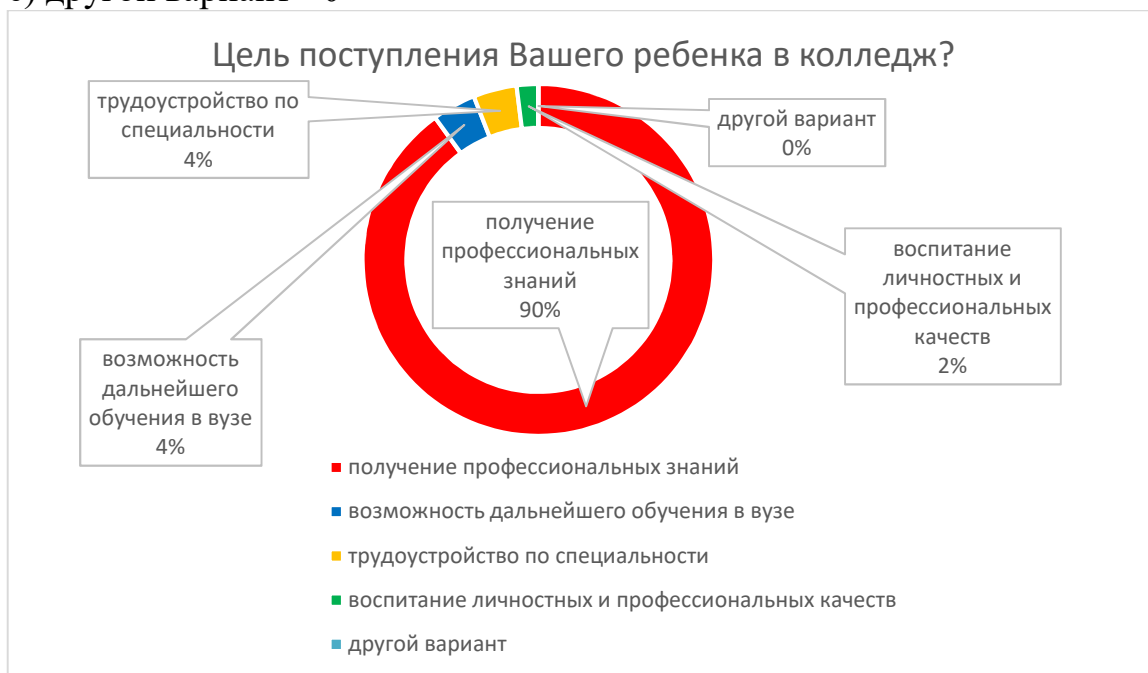 Цель поступления Вашего ребенка в колледж?
трудоустройство по
специальности
4%
другой вариант
0%
получение
профессиональных
знаний
90%
воспитание
личностных и
профессиональных
качеств
2%
возможность
дальнейшего
обучения в вузе
4%
получение профессиональных знаний
возможность дальнейшего обучения в вузе
трудоустройство по специальности
воспитание личностных и профессиональных качеств
другой вариант